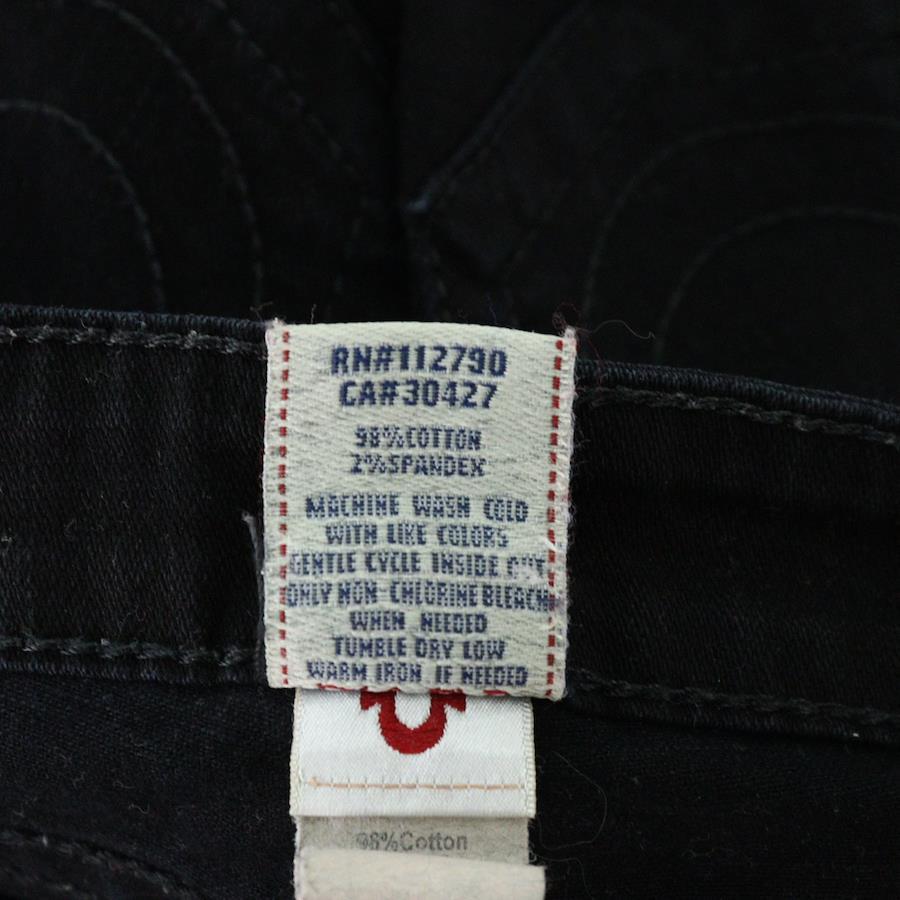 RN#112790
CA#30427
98%COTTON
2%SPANDEX
MACHINE WASH COLD
WITH LIKE COLORS
GENTLE CYCLE INSIDE OUT
ONLY NON-CHLORINE BLEACH
WHEN NEEDED
TUMBLE DRY LOW
WARM IRON IF NEEDED
98%Cotton